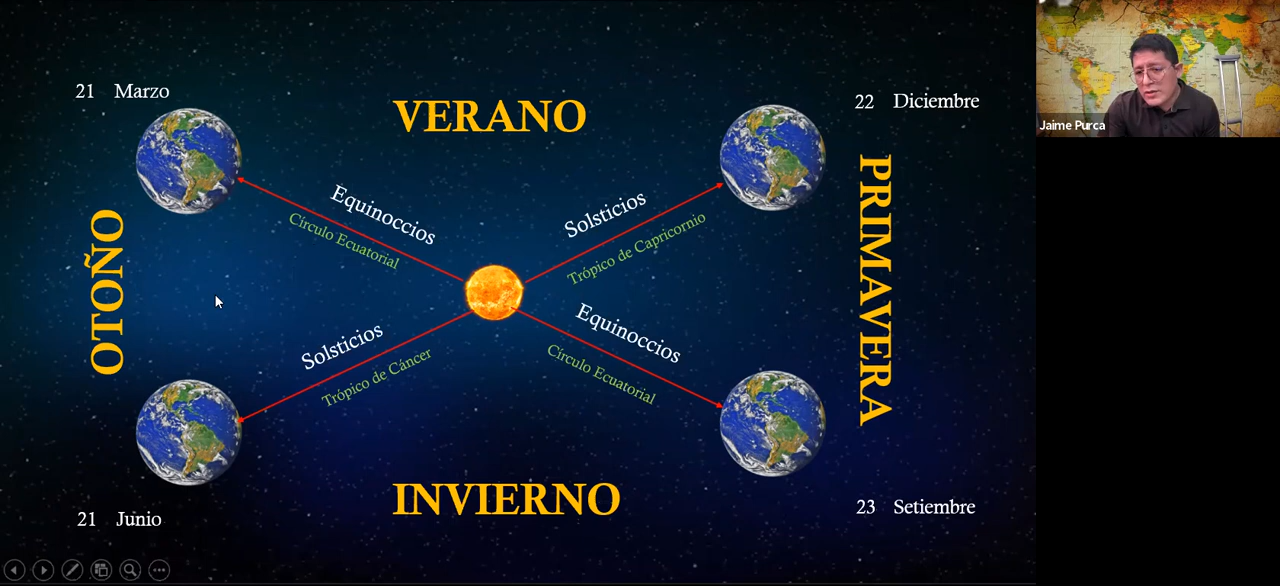 21 Marzo
VERANO
22 Diciembre
Jaime Purca
Equinoccios
Círculo Ecuatorial
Solsticios
Trópico de Capricornio
OTOÑO
PRIMAVERA
Solsticios
Trópico de Cáncer
Equinoccios
Círculo Ecuatorial
INVIERNO
21 Junio
23 Setiembre